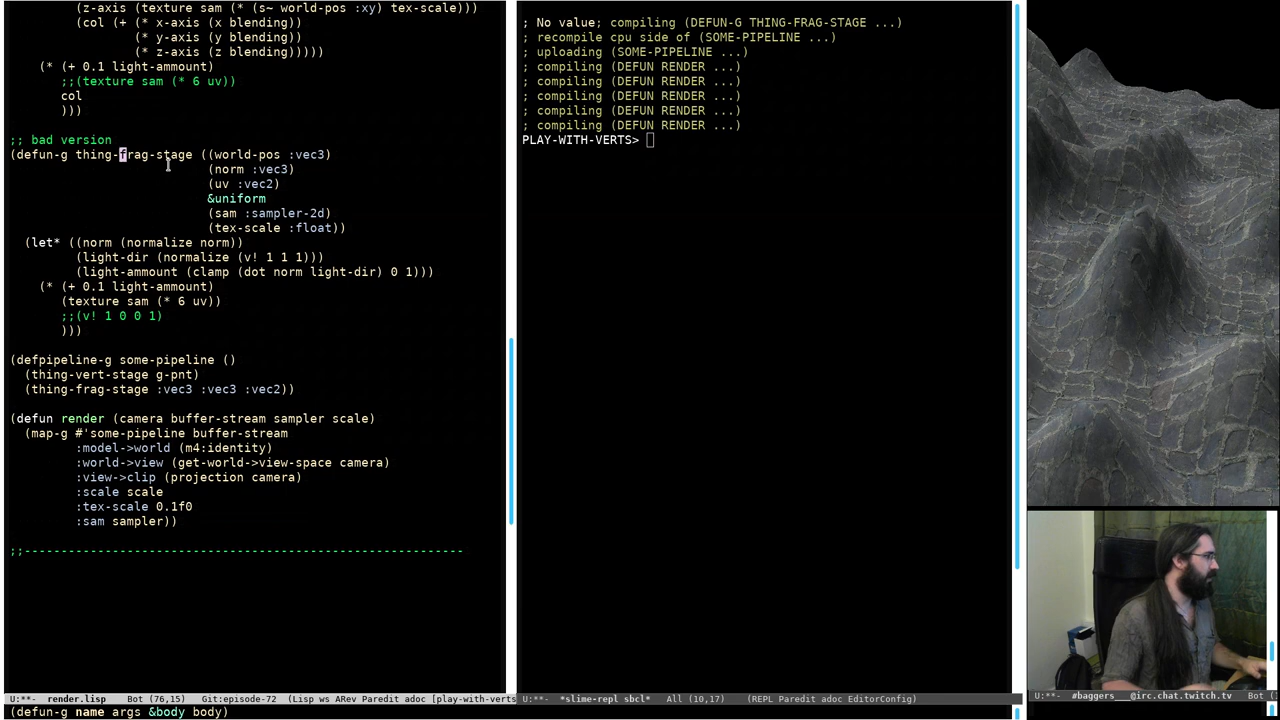 (z-axis (texture sam (* (s~ world-pos :xy) tex-scale)))
(col (+ (* x-axis (x blending))
(* y-axis (y blending))
(* z-axis (z blending)))))
(* (+ 0.1 light-ammount)
;;(texture sam (* 6 uv))
col
)))
;; bad version
(defun-g thing-frag-stage ((world-pos :vec3)
(norm :vec3)
(uv :vec2)
&uniform
(sam :sampler-2d)
(tex-scale :float))
(let* ((norm (normalize norm))
(light-dir (normalize (v! 1 1 1)))
(light-ammount (clamp (dot norm light-dir) 0 1)))
(* (+ 0.1 light-ammount)
(texture sam (* 6 uv))
;;(v! 1 0 0 1)
)))
(defpipeline-g some-pipeline ()
(thing-vert-stage g-pnt)
(thing-frag-stage :vec3 :vec3 :vec2))
(defun render (camera buffer-stream sampler scale)
(map-g #'some-pipeline buffer-stream
:model->world (m4:identity)
:world->view (get-world->view-space camera)
:view->clip (projection camera)
:scale scale
:tex-scale 0.1f0
:sam sampler))
;;------------------------------------------------------------
U:**- render.lisp Bot (76,15) Git:episode-72 (Lisp ws ARev Paredit adoc [play-with-verts
(defun-g name args &body body)
; No value; compiling (DEFUN-G THING-FRAG-STAGE ...)
; recompile cpu side of (SOME-PIPELINE ...)
; uploading (SOME-PIPELINE ...)
; compiling (DEFUN RENDER ...)
; compiling (DEFUN RENDER ...)
; compiling (DEFUN RENDER ...)
; compiling (DEFUN RENDER ...)
; compiling (DEFUN RENDER ...)
PLAY-WITH-VERTS>
U:**- *slime-repl sbcl* All (10,17) (REPL Paredit adoc EditorConfig)
U:**- #baggers___@irc.chat.twitch.tv Bot (